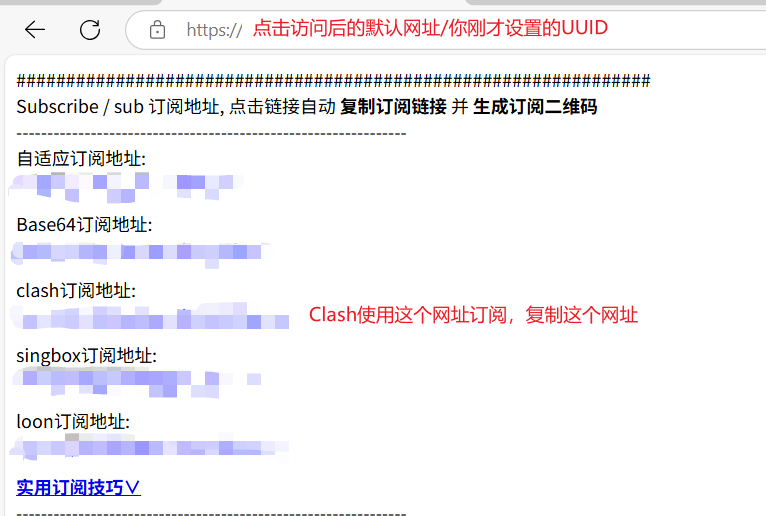 https:// 点击访问后的默认网址/你刚才设置的UUID
################################################################
Subscribe / sub 订阅地址, 点击链接自动 复制订阅链接 并 生成订阅二维码
---------------------------------------------------------------
自适应订阅地址:
Base64订阅地址:
clash订阅地址:
Clash使用这个网址订阅，复制这个网址
singbox订阅地址:
loon订阅地址:
实用订阅技巧∨
---------------------------------------------------------------